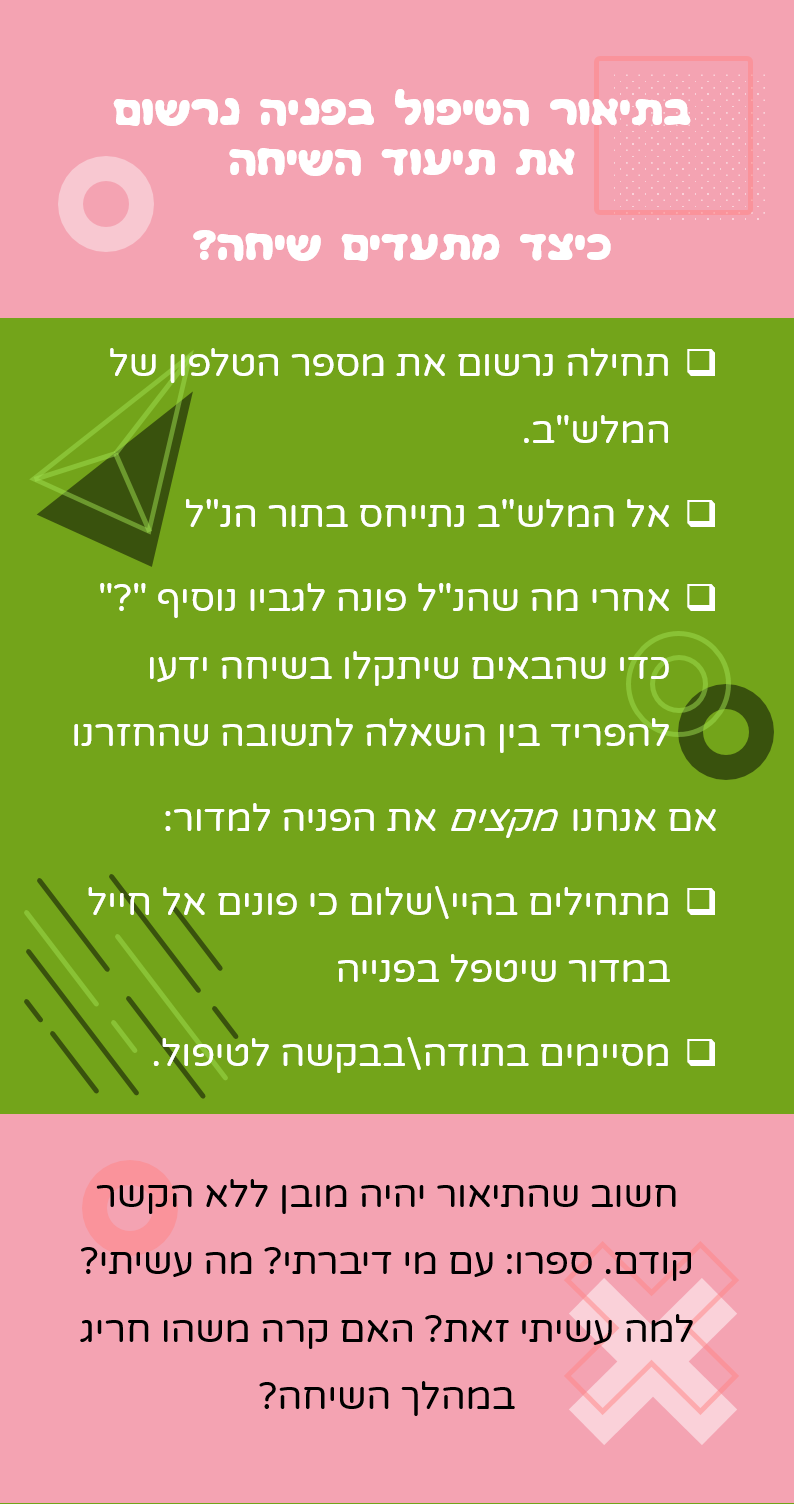 בתיאור הטיפול בפניה נרשום
את תיעוד השיחה
כיצד מתעדים שיחה?
❑ תחילה נרשום את מספר הטלפון של
המלש"ב.
❑ אל המלש"ב נתייחס בתור הנ"ל
❑ אחרי מה שהנ"ל פונה לגביו נוסיף "?"
כדי שהבאים שיתקלו בשיחה ידעו
להפריד בין השאלה לתשובה שהחזרנו
אם אנחנו מקצים את הפניה למדור:
❑ מתחילים בהיי\שלום כי פונים אל חייל
במדור שיטפל בפנייה
❑ מסיימים בתודה\בבקשה לטיפול.
חשוב שהתיאור יהיה מובן ללא הקשר
קודם. ספרו: עם מי דיברתי? מה עשיתי?
למה עשיתי זאת? האם קרה משהו חריג
במהלך השיחה?